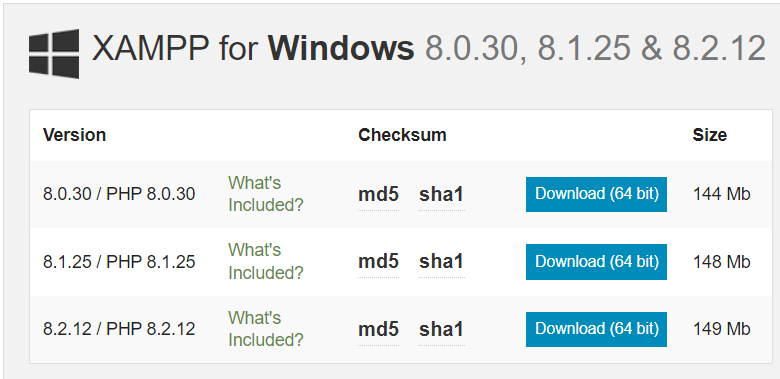 XAMPP for Windows 8.0.30, 8.1.25 & 8.2.12
Version Checksum Size
8.0.30 / PHP 8.0.30 What's Included? md5 sha1 Download (64 bit) 144 Mb
8.1.25 / PHP 8.1.25 What's Included? md5 sha1 Download (64 bit) 148 Mb
8.2.12 / PHP 8.2.12 What's Included? md5 sha1 Download (64 bit) 149 Mb